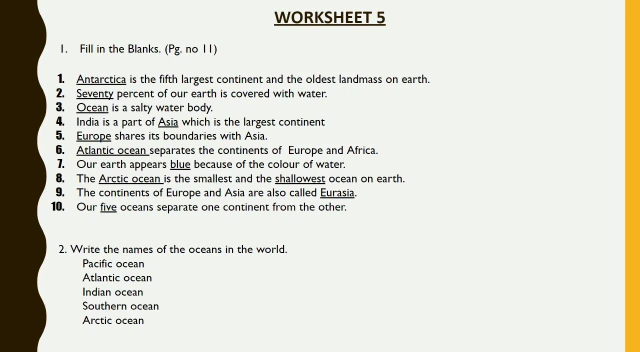 WORKSHEET 5
1. Fill in the Blanks. (Pg. no 11)
1. Antarctica is the fifth largest continent and the oldest landmass on earth.
2. Seventy percent of our earth is covered with water.
3. Ocean is a salty water body.
4. India is a part of Asia which is the largest continent
5. Europe shares its boundaries with Asia.
6. Atlantic ocean separates the continents of Europe and Africa.
7. Our earth appears blue because of the colour of water.
8. The Arctic ocean is the smallest and the shallowest ocean on earth.
9. The continents of Europe and Asia are also called Eurasia.
10. Our five oceans separate one continent from the other.
2. Write the names of the oceans in the world.
Pacific ocean
Atlantic ocean
Indian ocean
Southern ocean
Arctic ocean